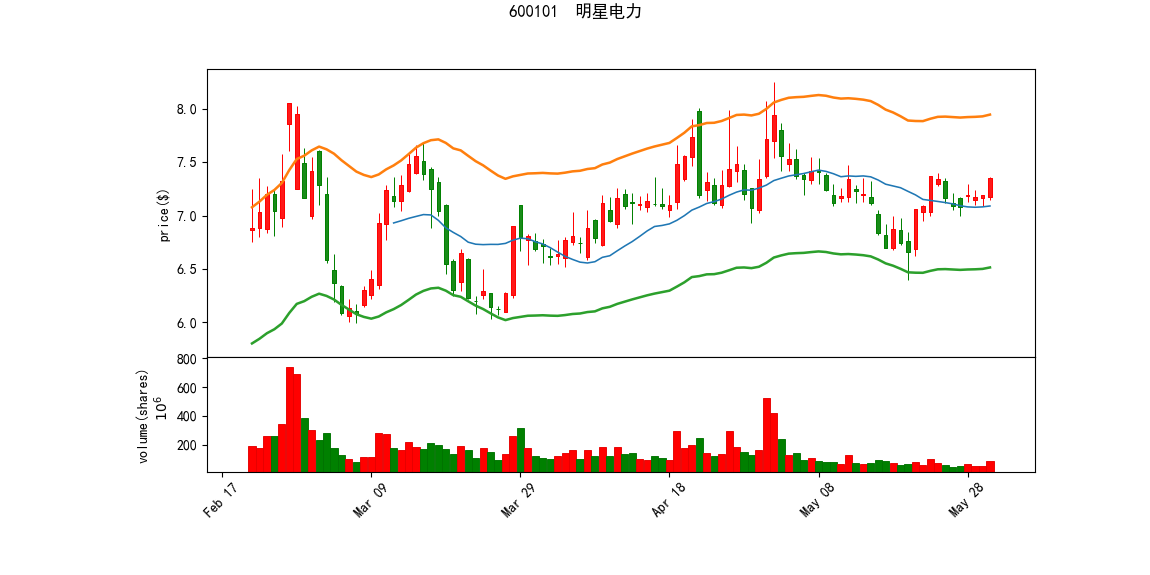 600101 明星电力
price($)
8.0
7.5
7.0
6.5
6.0
volume(shares)
10^6
800
600
400
200
Feb 17
Mar 09
Mar 29
Apr 18
May 08
May 28